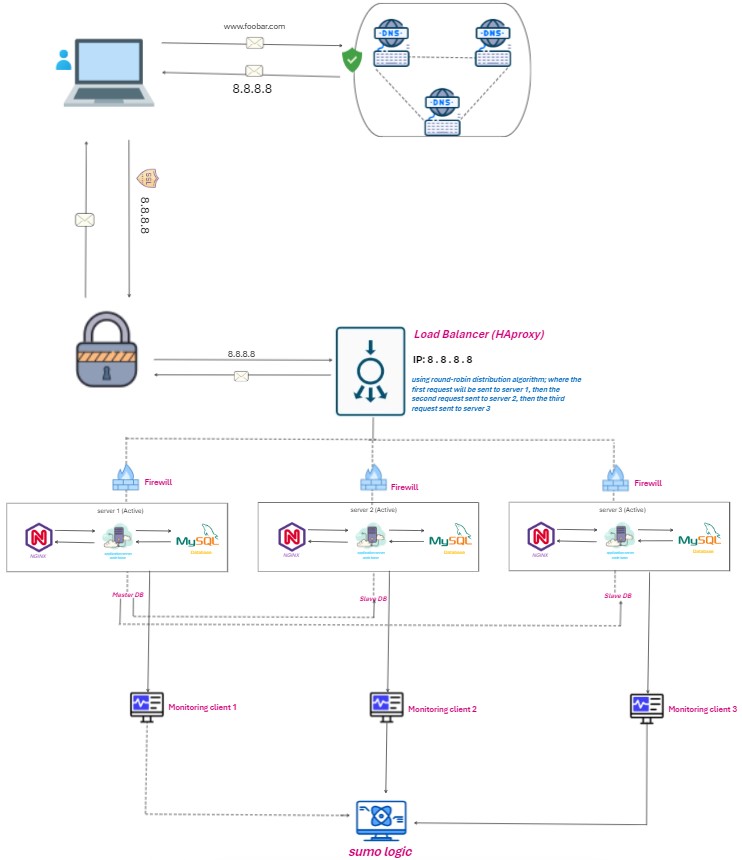 www.foobar.com
DNS
DNS
8.8.8.8
DNS
SSL
8.8.8.8
Load Balancer (HAproxy)
8.8.8.8
IP: 8.8.8.8
using round-robin distribution algorithm; where the
first request will be sent to server 1, then the
second request sent to server 2, then the third
request sent to server 3
Firewill
Firewill
Firewill
server 1 (Active)
server 2 (Active)
server 3 (Active)
N
MySQL
NGINX
Database
N
MySQL
NGINX
Database
N
MySQL
NGINX
Database
Master DB
Slave DB
Slave DB
Monitoring client 1
Monitoring client 2
Monitoring client 3
sumo logic